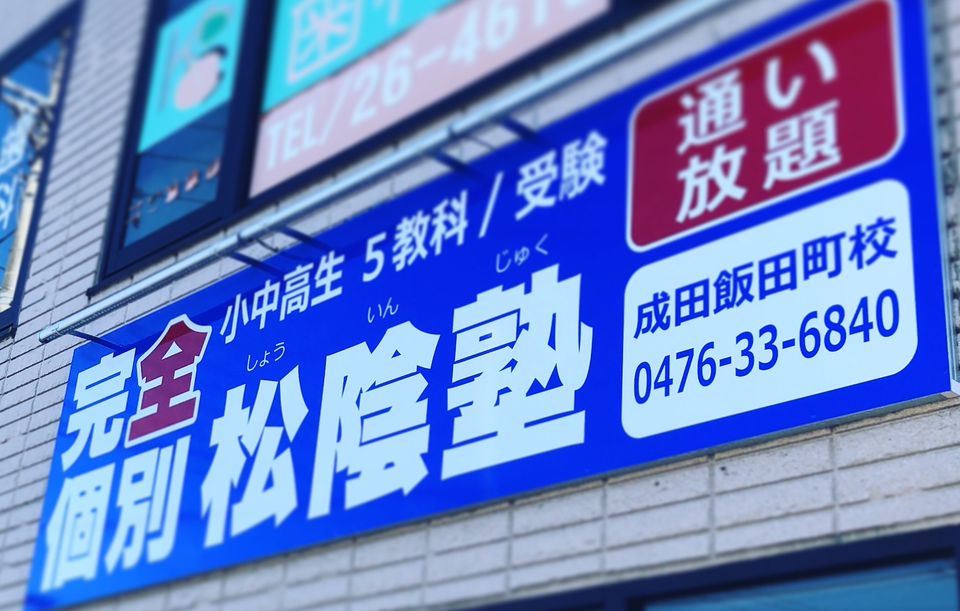 TEL/26-461
小中高生 5教科/受験
通い
放題
完全
個別
しょう いん じゅく
松陰塾
成田飯田町校
0476-33-6840